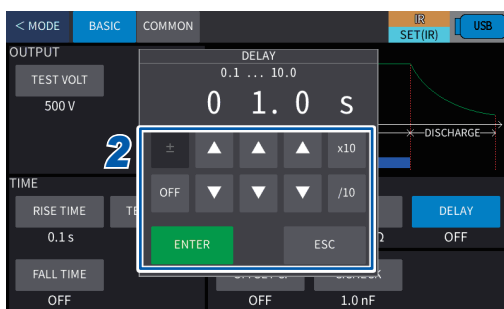 < MODE BASIC COMMON IR SET(IR) USB
OUTPUT
TEST VOLT
500 V
DELAY
0.1 ... 10.0
0 1. 0 s
DISCHARGE
2
± x10
OFF /10
ENTER ESC
TIME
RISE TIME
0.1 s
DELAY
OFF
FALL TIME
OFF
OFF
1.0 nF